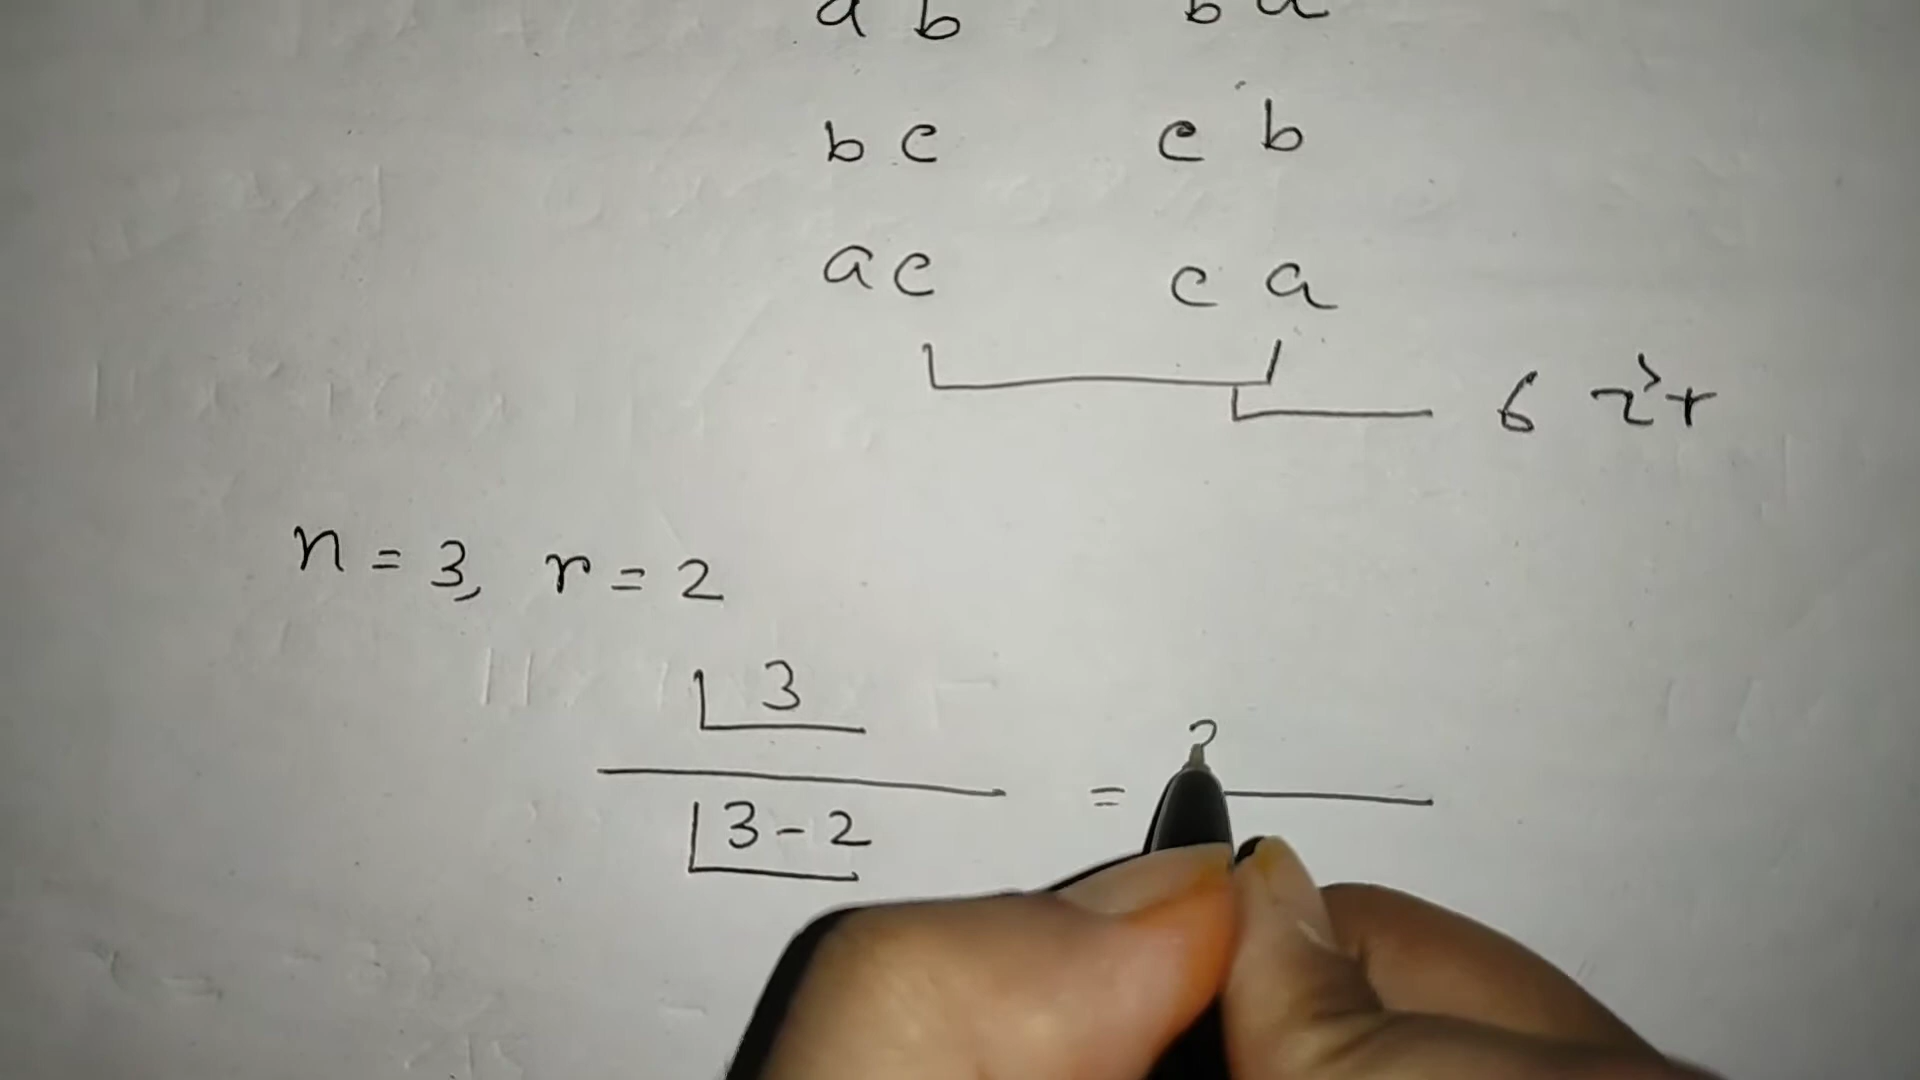 a b b a
b c c b
a c c a
6
n = 3, r = 2
|3
|3 - 2
=